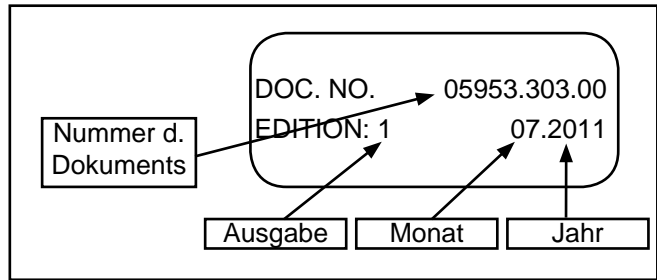 DOC. NO. 05953.303.00
EDITION: 1 07.2011
Nummer d.
Dokuments
Ausgabe Monat Jahr